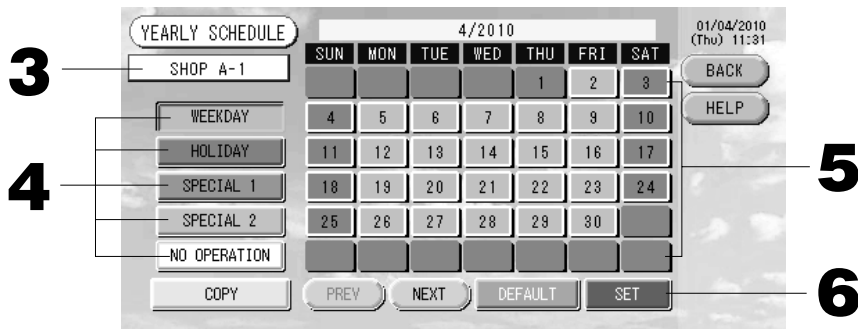 YEARLY SCHEDULE
4/2010
01/04/2010
(Thu) 11:31
3
SHOP A-1
SUN MON TUE WED THU FRI SAT
BACK
1 2 3
HELP
WEEKDAY
4 5 6 7 8 9 10
HOLIDAY
11 12 13 14 15 16 17
5
4
SPECIAL 1
18 19 20 21 22 23 24
SPECIAL 2
25 26 27 28 29 30
NO OPERATION
COPY
PREV NEXT DEFAULT SET
6